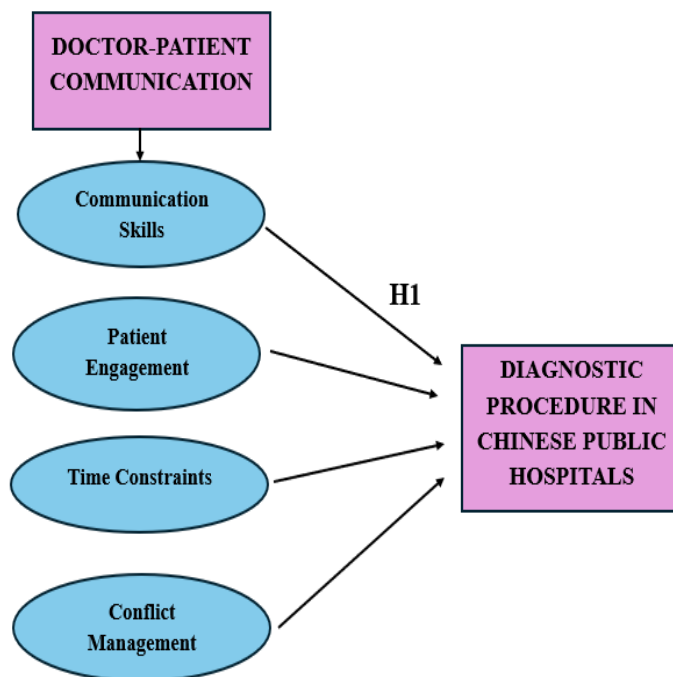 DOCTOR-PATIENT
COMMUNICATION
Communication
Skills
H1
Patient
Engagement
DIAGNOSTIC
PROCEDURE IN
CHINESE PUBLIC
HOSPITALS
Time Constraints
Conflict
Management